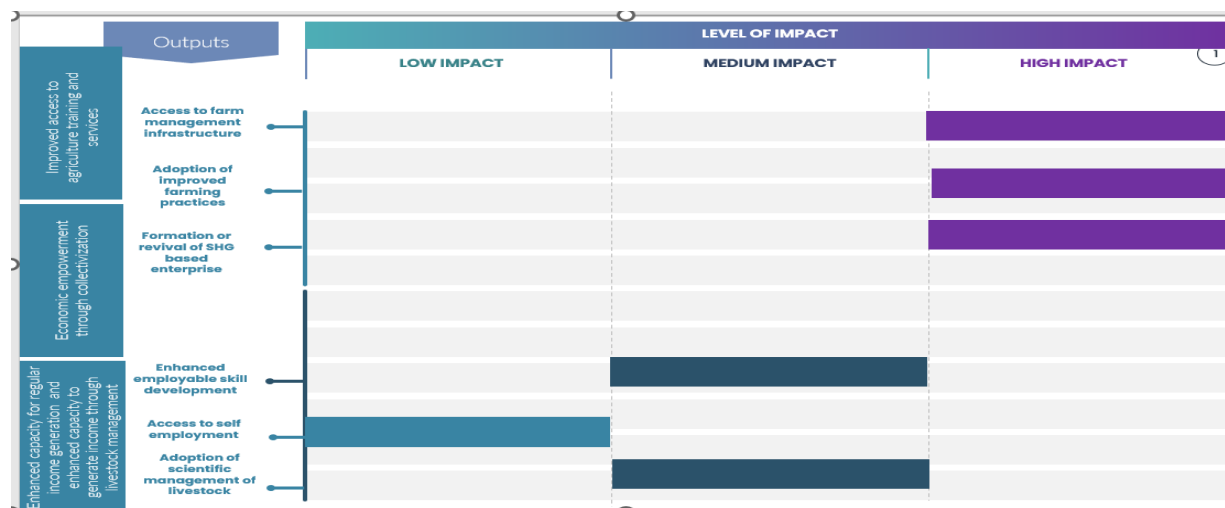 Outputs
LEVEL OF IMPACT
LOW IMPACT
MEDIUM IMPACT
HIGH IMPACT
1
Improved access to
agriculture training and
services
Access to farm
management
infrastructure
Adoption of
improved
farming
practices
Economic empowerment
through collectivization
Formation or
revival of SHG
based
enterprise
Enhanced capacity for regular
income generation and
enhanced capacity to
generate income through
livestock management
Enhanced
employable skill
development
Access to self
employment
Adoption of
scientific
management of
livestock